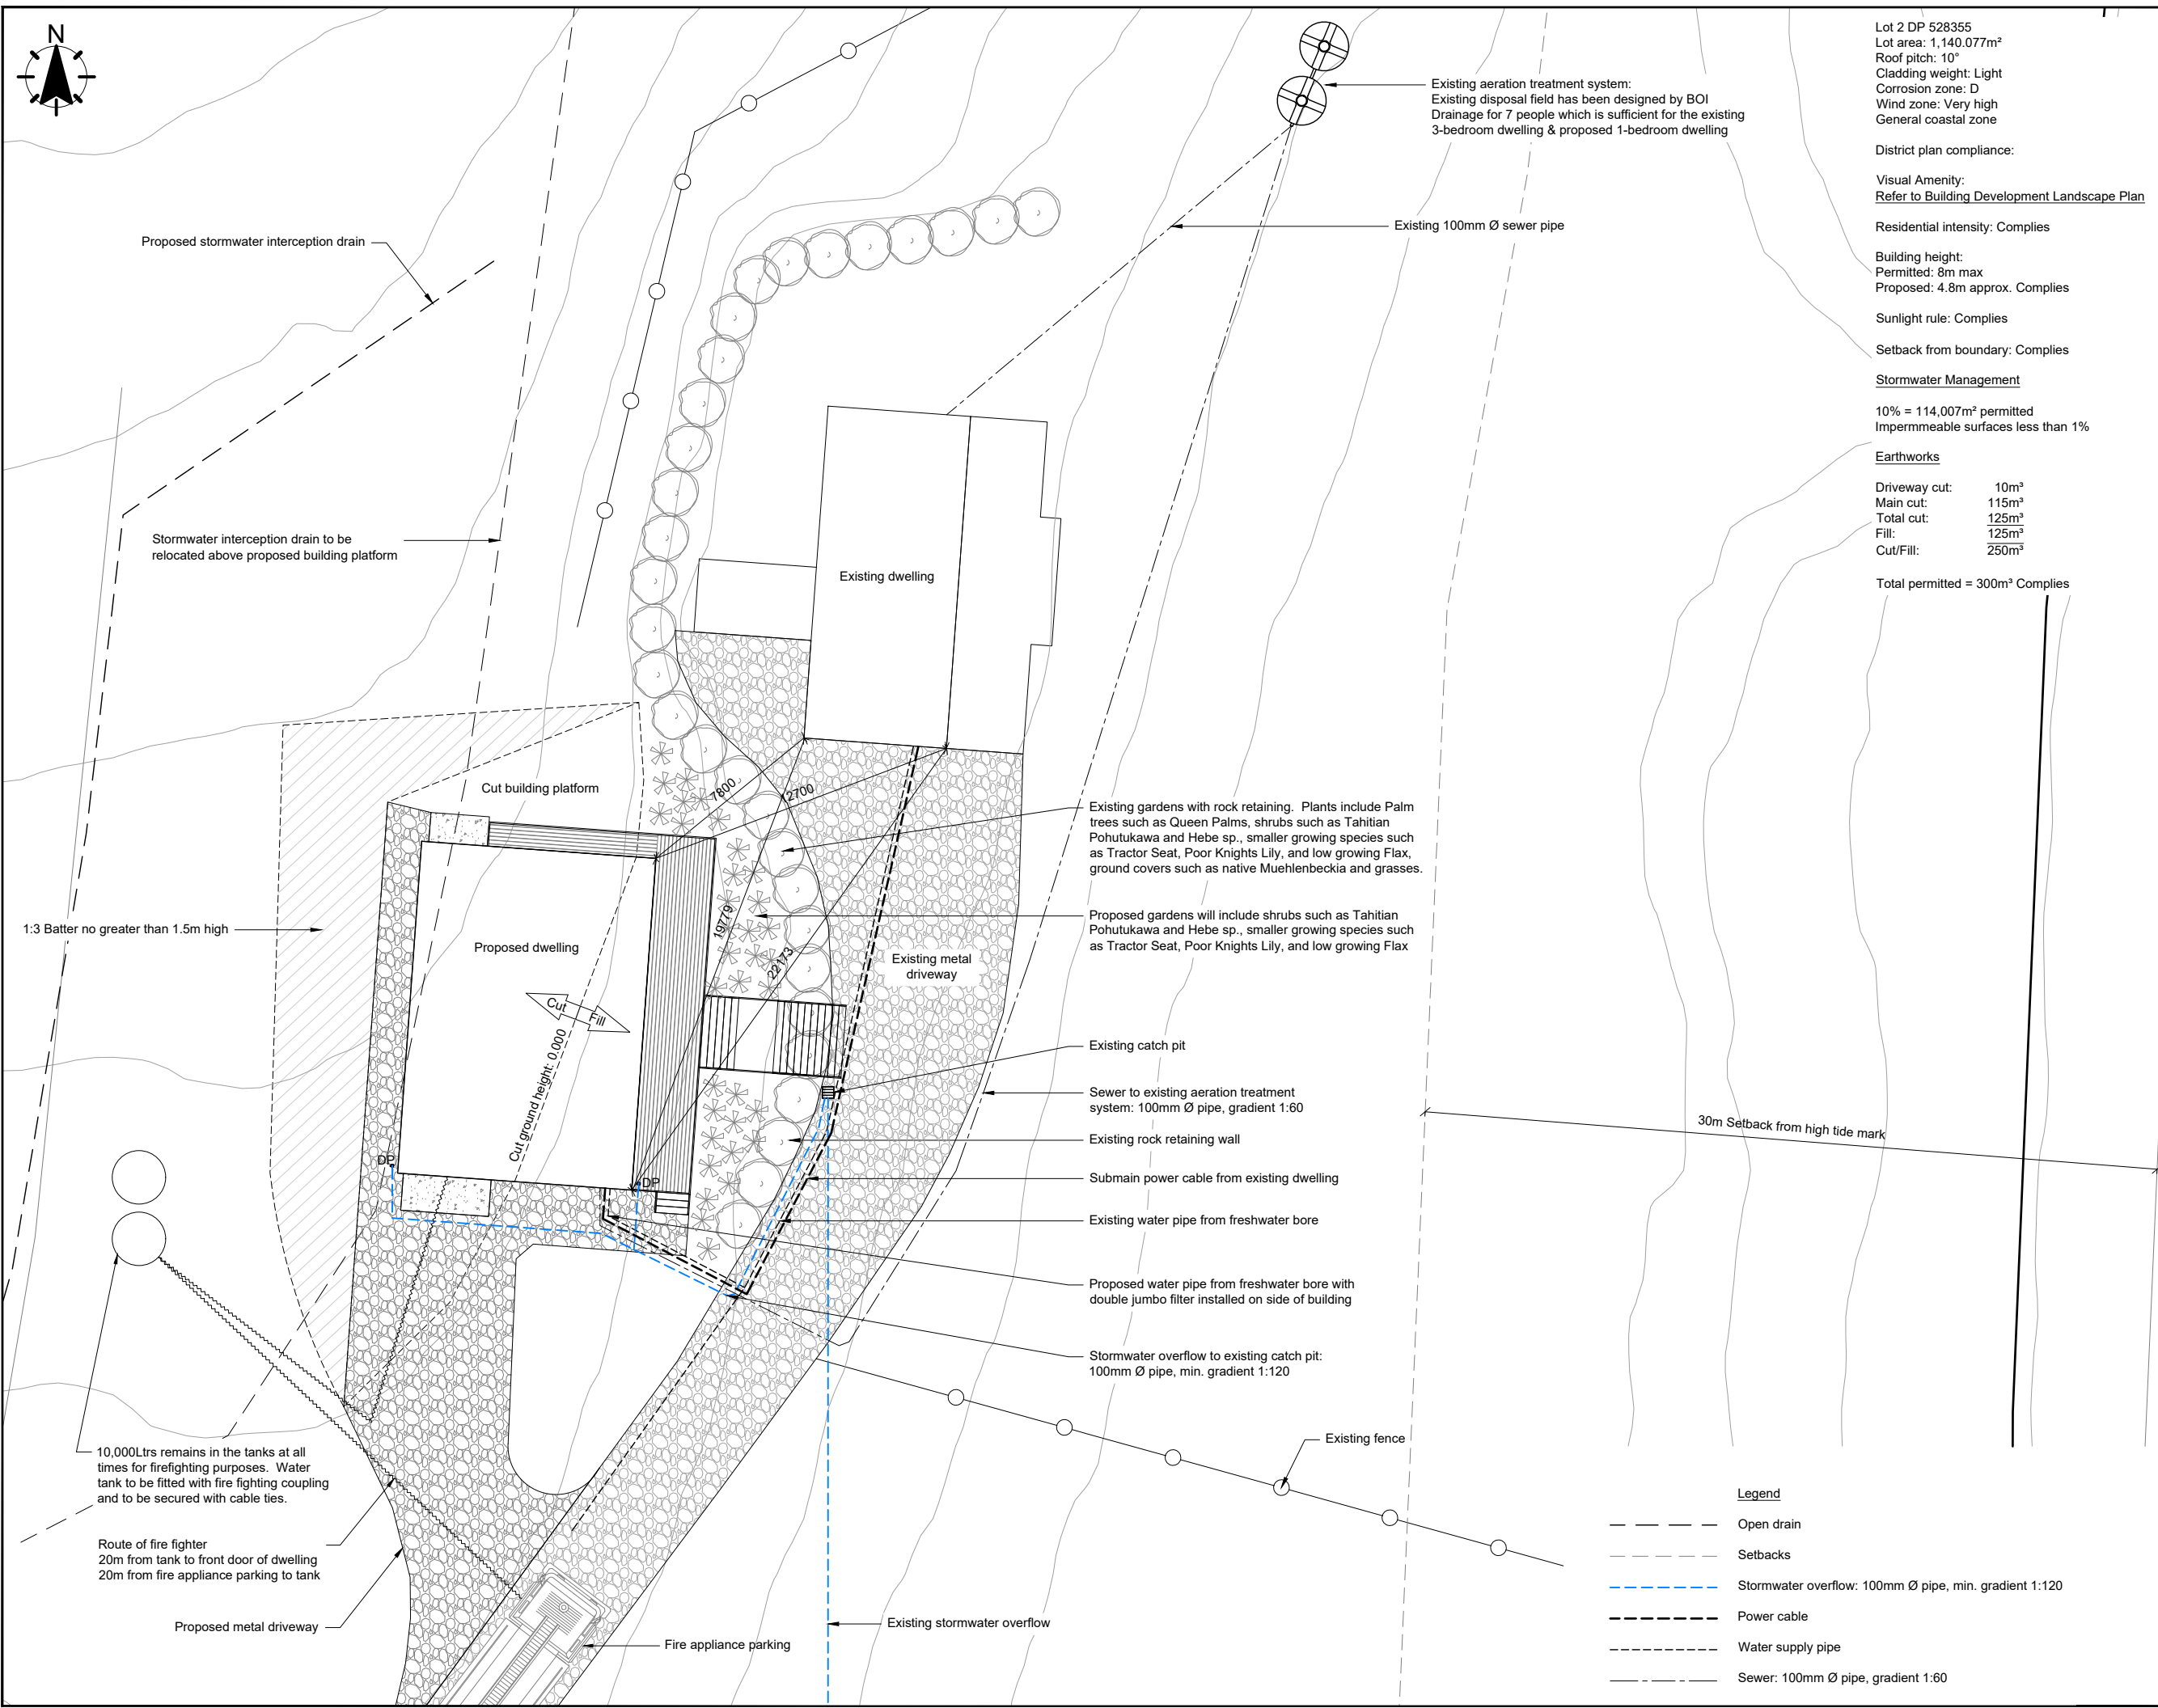 N
Lot 2 DP 528355
Lot area: 1,140.077m²
Roof pitch: 10°
Cladding weight: Light
Corrosion zone: D
Wind zone: Very high
General coastal zone
District plan compliance:
Visual Amenity:
Refer to Building Development Landscape Plan
Residential intensity: Complies
Building height:
Permitted: 8m max
Proposed: 4.8m approx. Complies
Sunlight rule: Complies
Setback from boundary: Complies
Stormwater Management
10% = 114,007m² permitted
Impermmeable surfaces less than 1%
Earthworks
Driveway cut: 10m³
Main cut: 115m³
Total cut: 125m³
Fill: 125m³
Cut/Fill: 250m³
Total permitted = 300m³ Complies
Existing aeration treatment system:
Existing disposal field has been designed by BOI
Drainage for 7 people which is sufficient for the existing
3-bedroom dwelling & proposed 1-bedroom dwelling
Existing 100mm Ø sewer pipe
Proposed stormwater interception drain
Stormwater interception drain to be
relocated above proposed building platform
Existing dwelling
Cut building platform
7800
12700
19779
22173
Existing gardens with rock retaining. Plants include Palm
trees such as Queen Palms, shrubs such as Tahitian
Pohutukawa and Hebe sp., smaller growing species such
as Tractor Seat, Poor Knights Lily, and low growing Flax,
ground covers such as native Muehlenbeckia and grasses.
Proposed gardens will include shrubs such as Tahitian
Pohutukawa and Hebe sp., smaller growing species such
as Tractor Seat, Poor Knights Lily, and low growing Flax
1:3 Batter no greater than 1.5m high
Proposed dwelling
Existing metal
driveway
Cut
Fill
Cut ground height: 0.000
Existing catch pit
Sewer to existing aeration treatment
system: 100mm Ø pipe, gradient 1:60
Existing rock retaining wall
30m Setback from high tide mark
DP
DP
Submain power cable from existing dwelling
Existing water pipe from freshwater bore
Proposed water pipe from freshwater bore with
double jumbo filter installed on side of building
Stormwater overflow to existing catch pit:
100mm Ø pipe, min. gradient 1:120
Existing fence
10,000Ltrs remains in the tanks at all
times for firefighting purposes. Water
tank to be fitted with fire fighting coupling
and to be secured with cable ties.
Route of fire fighter
20m from tank to front door of dwelling
20m from fire appliance parking to tank
Proposed metal driveway
Fire appliance parking
Existing stormwater overflow
Legend
Open drain
Setbacks
Stormwater overflow: 100mm Ø pipe, min. gradient 1:120
Power cable
Water supply pipe
Sewer: 100mm Ø pipe, gradient 1:60